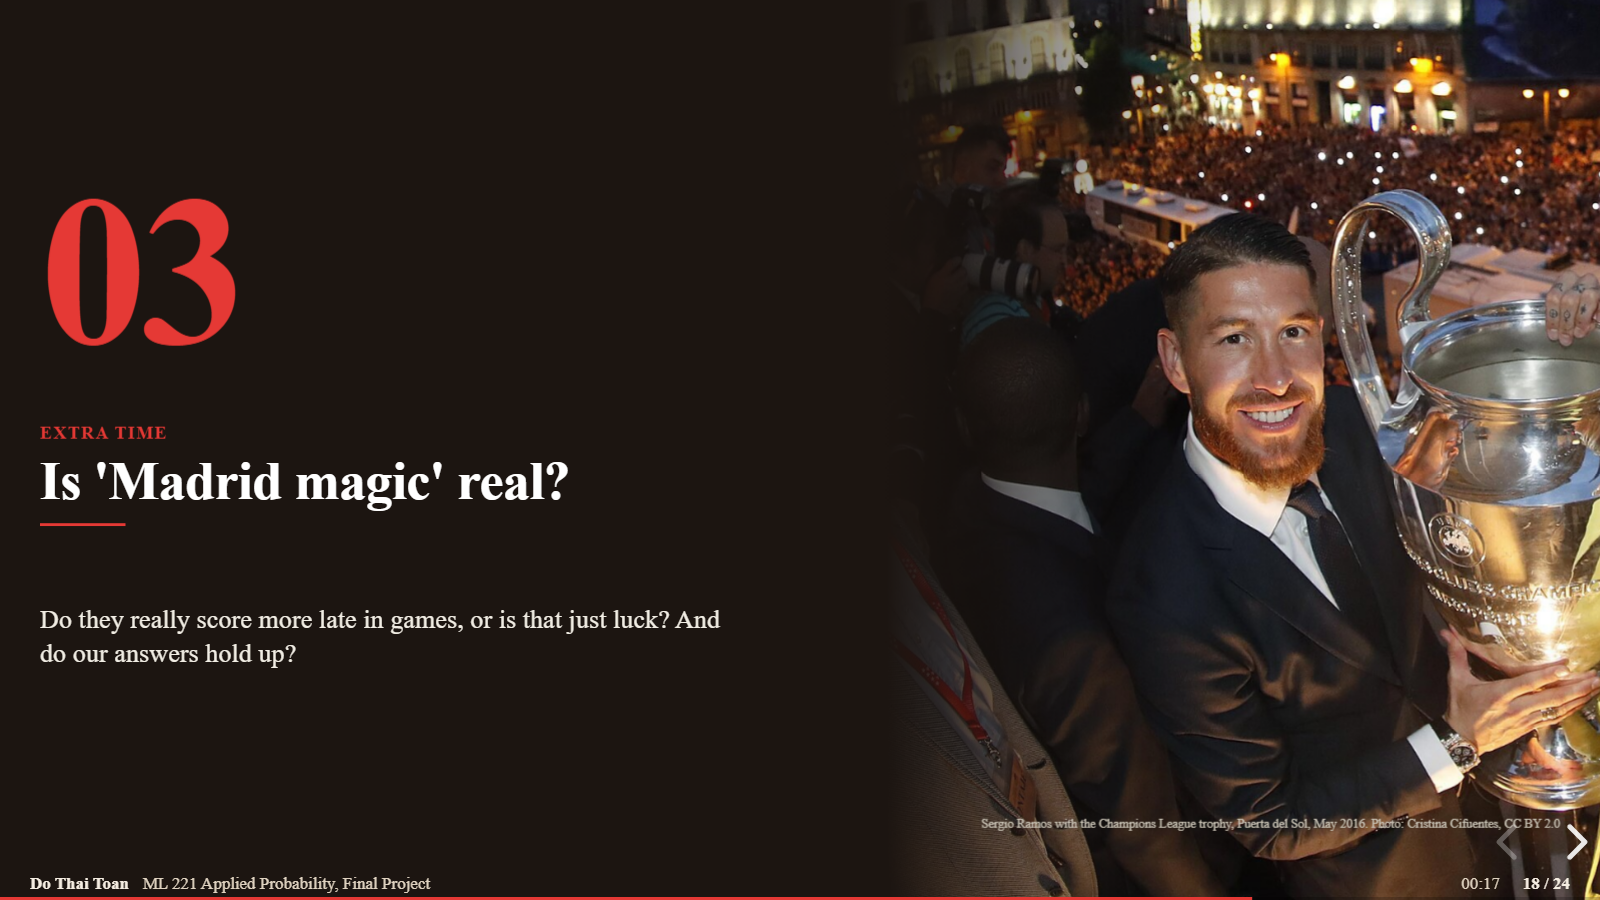 03
EXTRA TIME
Is 'Madrid magic' real?
Do they really score more late in games, or is that just luck? And
do our answers hold up?
Sergio Ramos with the Champions League trophy, Puerta del Sol, May 2016. Photo: Cristina Cifuentes, CC BY 2.0
Do Thai Toan ML 221 Applied Probability, Final Project
00:17 18 / 24